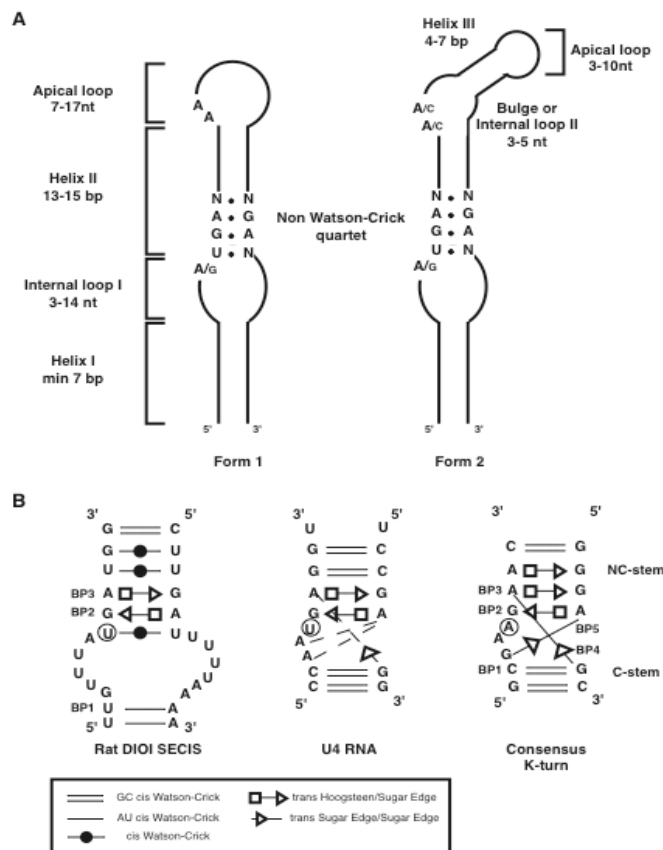 A
Apical loop
7-17nt
Helix II
13-15 bp
Internal loop I
3-14 nt
Helix I
min 7 bp
A
A
N N
A G
G A
U N
A/G
5' 3'
Form 1
Non Watson-Crick
quartet
Helix III
4-7 bp
Apical loop
3-10nt
A/C
A/C
Bulge or
Internal loop II
3-5 nt
N N
A G
G A
U N
A/G
5' 3'
Form 2
B
3' 5'
G C
G U
U U
BP3 A G
BP2 G A
A U U
U
U
U
G
BP1 U A
5' U A 3'
Rat DIOI SECIS
3' 5'
U U
G C
G C
A G
G A
U
A
A
C G
C G
5' 3'
U4 RNA
3' 5'
C G
A G NC-stem
BP3 A G
BP2 G A
A BP5
G BP4
BP1 C G C-stem
G C
5' 3'
Consensus
K-turn
GC cis Watson-Crick
AU cis Watson-Crick
cis Watson-Crick
trans Hoogsteen/Sugar Edge
trans Sugar Edge/Sugar Edge